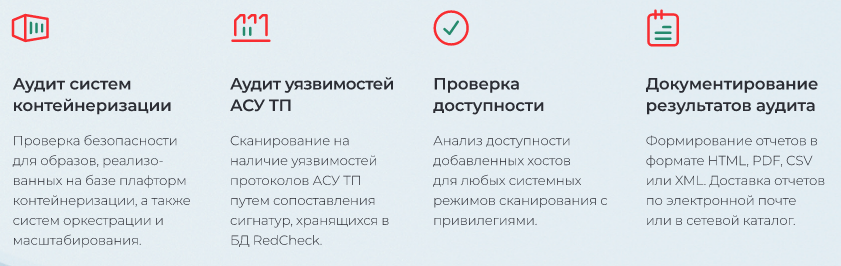 Аудит систем
контейнеризации
Проверка безопасности
для образов, реализо-
ванных на базе плафторм
контейнеризации, а также
систем оркестрации и
масштабирования.
Аудит уязвимостей
АСУ ТП
Сканирование на
наличие уязвимостей
протоколов АСУ ТП
путем сопоставления
сигнатур, хранящихся в
БД RedCheck.
Проверка
доступности
Анализ доступности
добавленных хостов
для любых системных
режимов сканирования с
привилегиями.
Документирование
результатов аудита
Формирование отчетов в
формате HTML, PDF, CSV
или XML. Доставка отчетов
по электронной почте
или в сетевой каталог.